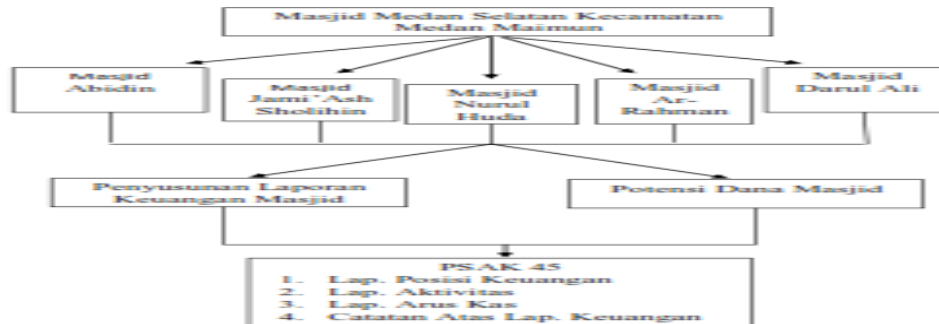 Masjid Medan Selatan Kecamatan
Medan Maimun
Masjid
Abidin
Masjid
Jami'Ash
Sholihin
Masjid
Nurul
Huda
Masjid
Ar-
Rahman
Masjid
Darul Ali
Penyusunan Laporan
Keuangan Masjid
Potensi Dana Masjid
PSAK 45
1. Lap. Posisi Keuangan
2. Lap. Aktivitas
3. Lap. Arus Kas
4. Catatan Atas Lap. Keuangan